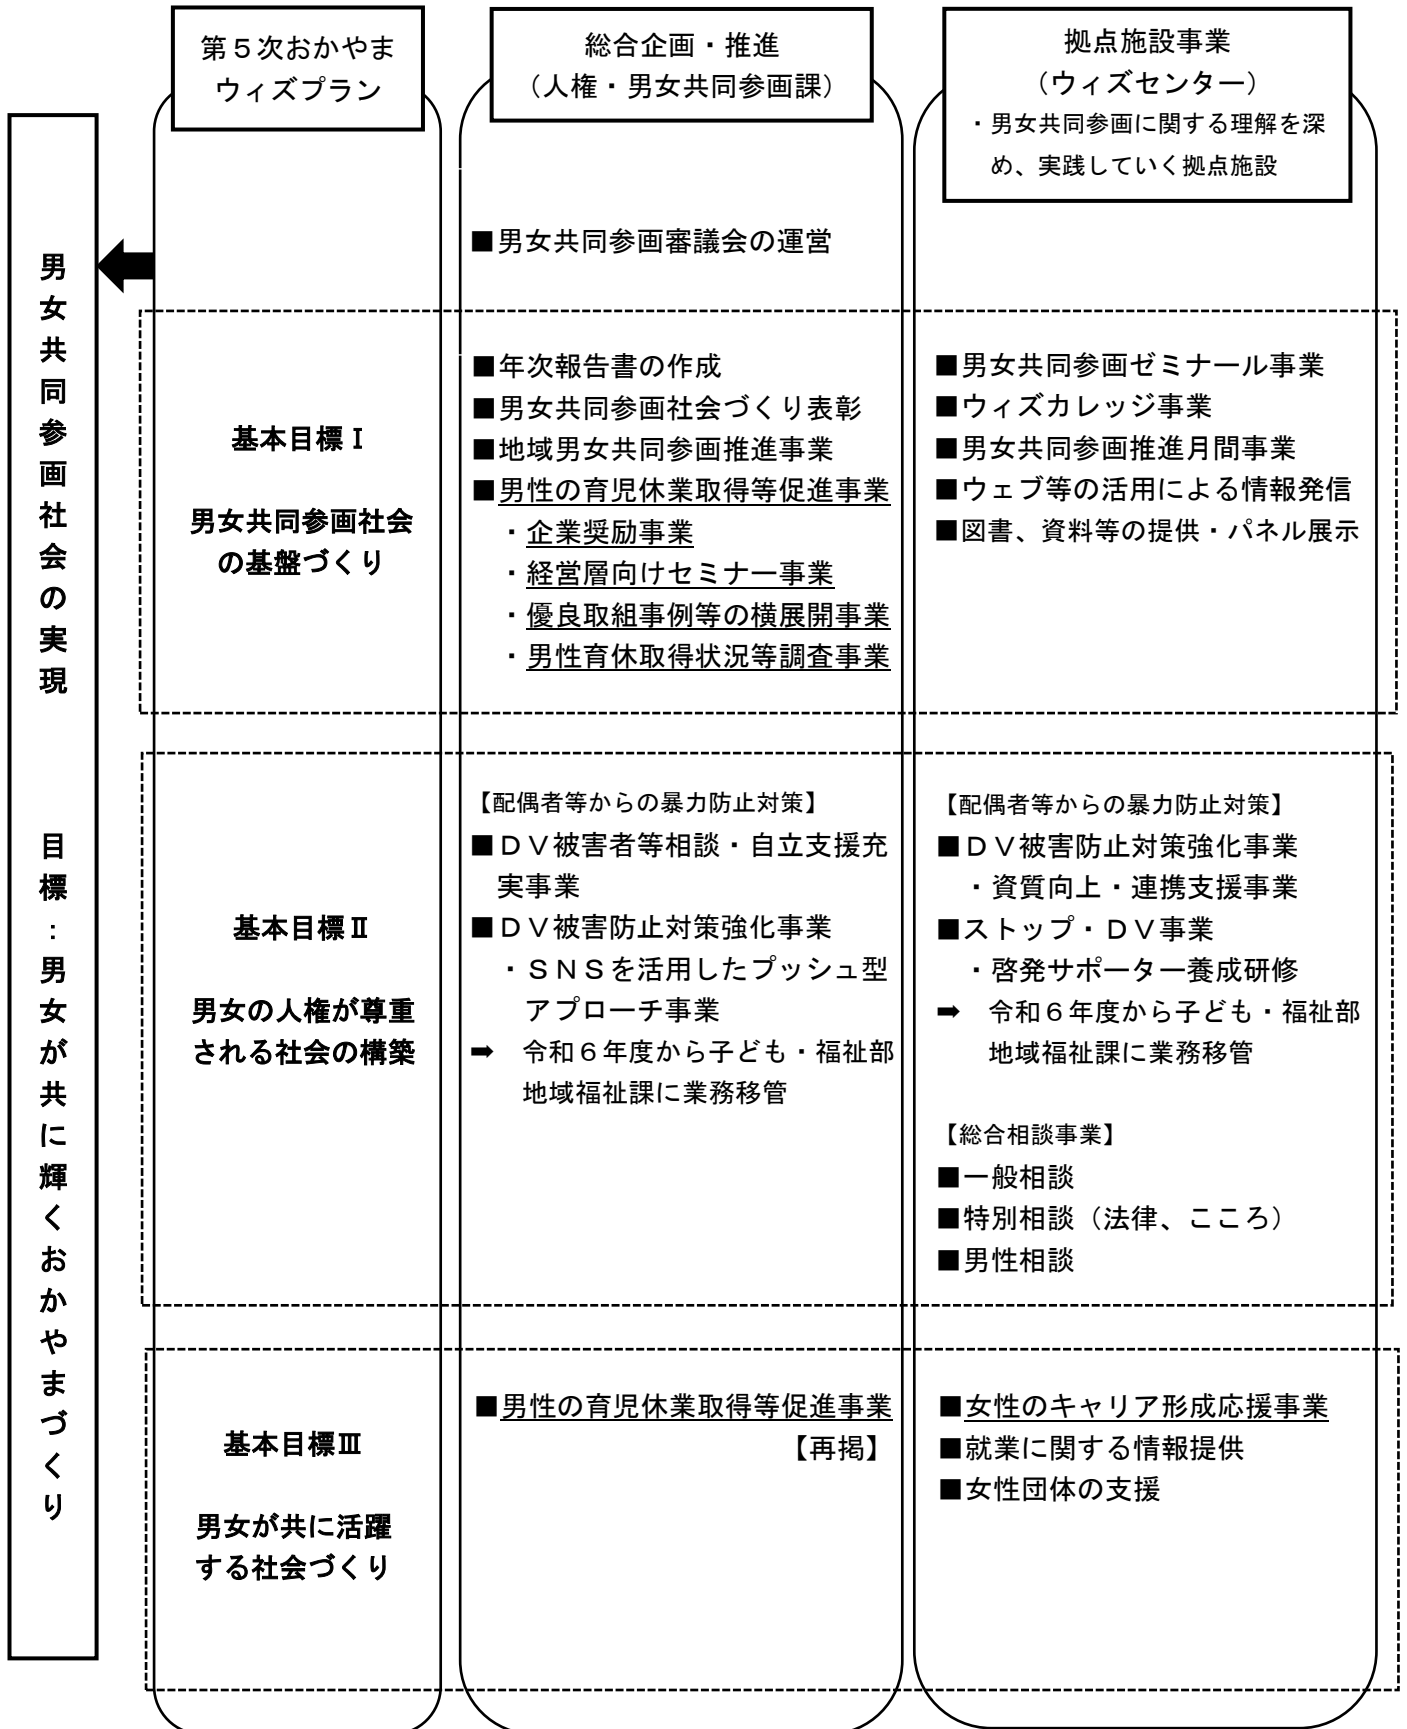 第５次おかやま
ウィズプラン
総合企画・推進
（人権・男女共同参画課）
拠点施設事業
（ウィズセンター）
・男女共同参画に関する理解を深
め、実践していく拠点施設
男女共同参画社会の実現　目標：男女が共に輝くおかやまづくり
■男女共同参画審議会の運営
基本目標Ⅰ
男女共同参画社会
の基盤づくり
■年次報告書の作成
■男女共同参画社会づくり表彰
■地域男女共同参画推進事業
■男性の育児休業取得等促進事業
・企業奨励事業
・経営層向けセミナー事業
・優良取組事例等の横展開事業
・男性育休取得状況等調査事業
■男女共同参画ゼミナール事業
■ウィズカレッジ事業
■男女共同参画推進月間事業
■ウェブ等の活用による情報発信
■図書、資料等の提供・パネル展示
基本目標Ⅱ
男女の人権が尊重
される社会の構築
【配偶者等からの暴力防止対策】
■ＤＶ被害者等相談・自立支援充
実事業
■ＤＶ被害防止対策強化事業
・ＳＮＳを活用したプッシュ型
アプローチ事業
➡　令和６年度から子ども・福祉部
地域福祉課に業務移管
【配偶者等からの暴力防止対策】
■ＤＶ被害防止対策強化事業
・資質向上・連携支援事業
■ストップ・ＤＶ事業
・啓発サポーター養成研修
➡　令和６年度から子ども・福祉部
地域福祉課に業務移管
【総合相談事業】
■一般相談
■特別相談（法律、こころ）
■男性相談
基本目標Ⅲ
男女が共に活躍
する社会づくり
■男性の育児休業取得等促進事業
【再掲】
■女性のキャリア形成応援事業
■就業に関する情報提供
■女性団体の支援